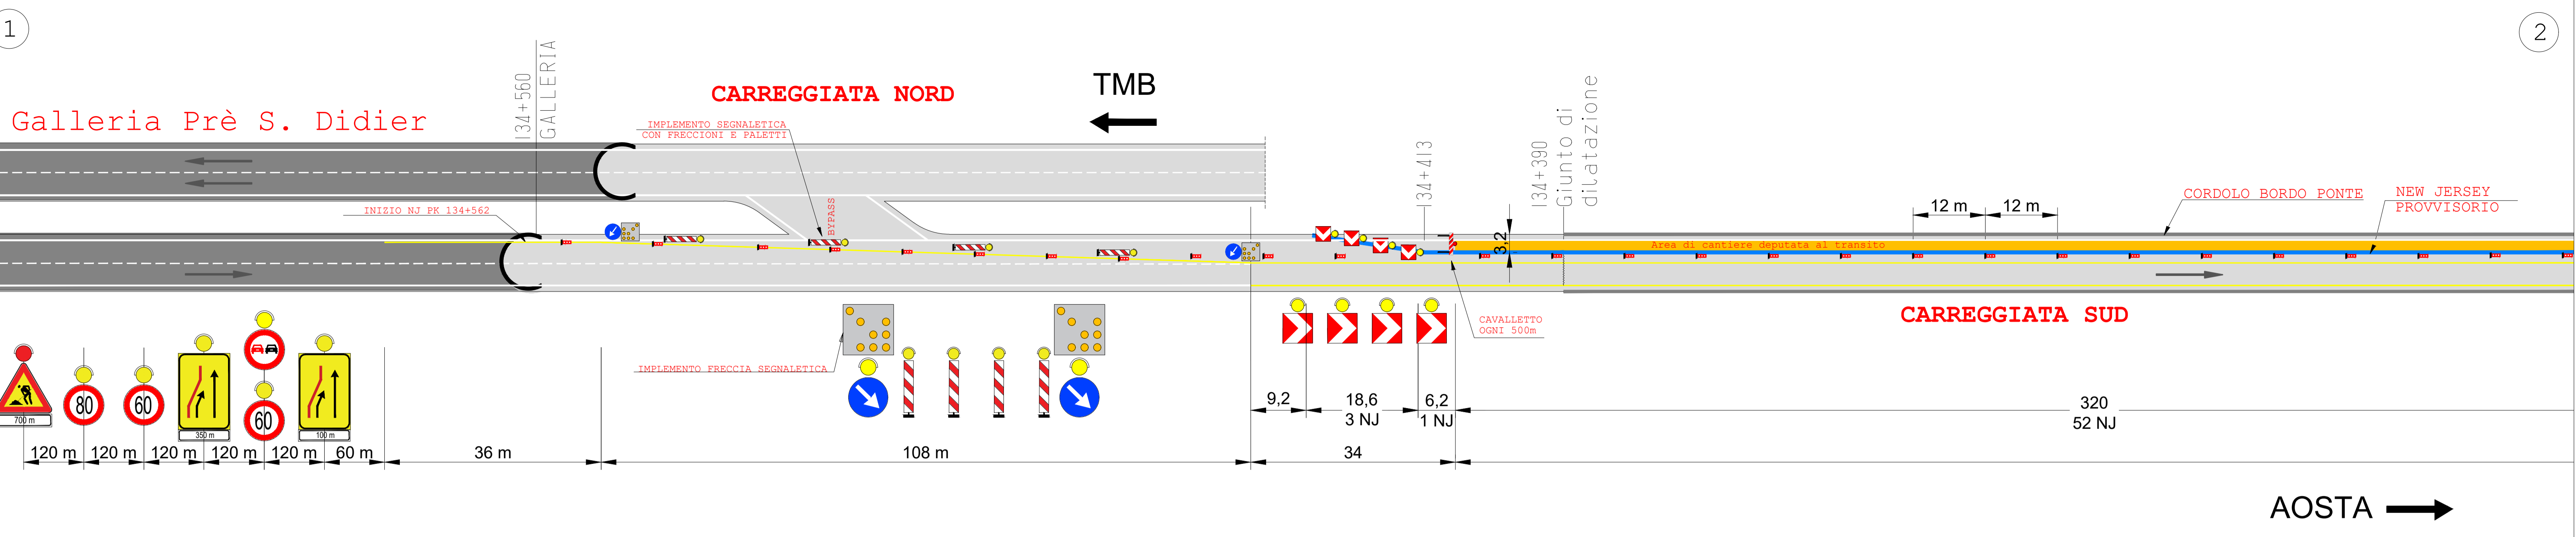 1
2
Galleria Prè S. Didier
134+560
GALLERIA
CARREGGIATA NORD
TMB
IMPLEMENTO SEGNALETICA
CON FRECCIONI E PALETTI
INIZIO NJ PK 134+562
BYPASS
134+413
134+390
Giunto di
dilatazione
3,2
Area di cantiere deputata al transito
12 m
12 m
CORDOLO BORDO PONTE
NEW JERSEY
PROVVISORIO
CARREGGIATA SUD
CAVALLETTO
OGNI 500m
IMPLEMENTO FRECCIA SEGNALETICA
700 m
80
60
350 m
60
100 m
9,2
18,6
3 NJ
6,2
1 NJ
320
52 NJ
120 m
120 m
120 m
120 m
120 m
60 m
36 m
108 m
34
AOSTA